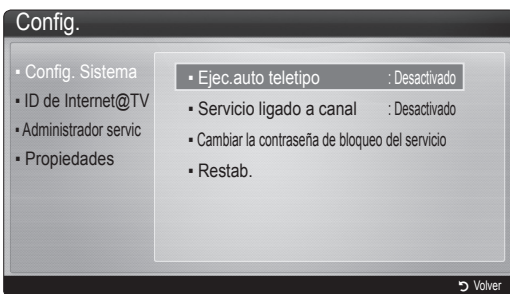 Config.
▪ Config. Sistema
▪ ID de Internet@TV
▪ Administrador servic
▪ Propiedades
▪ Ejec.auto teletipo : Desactivado
▪ Servicio ligado a canal : Desactivado
▪ Cambiar la contraseña de bloqueo del servicio
▪ Restab.
Volver